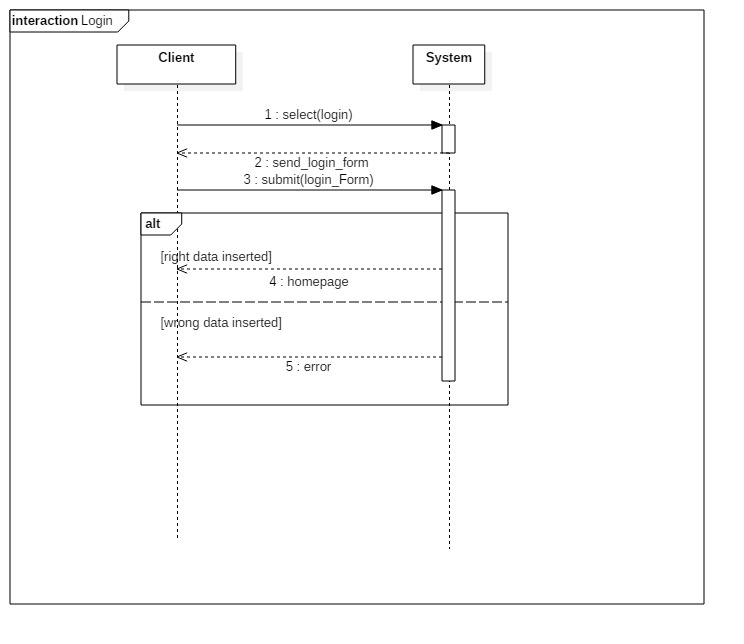 interaction Login
Client
System
1 : select(login)
2 : send_login_form
3 : submit(login_Form)
alt
[right data inserted]
4 : homepage
[wrong data inserted]
5 : error